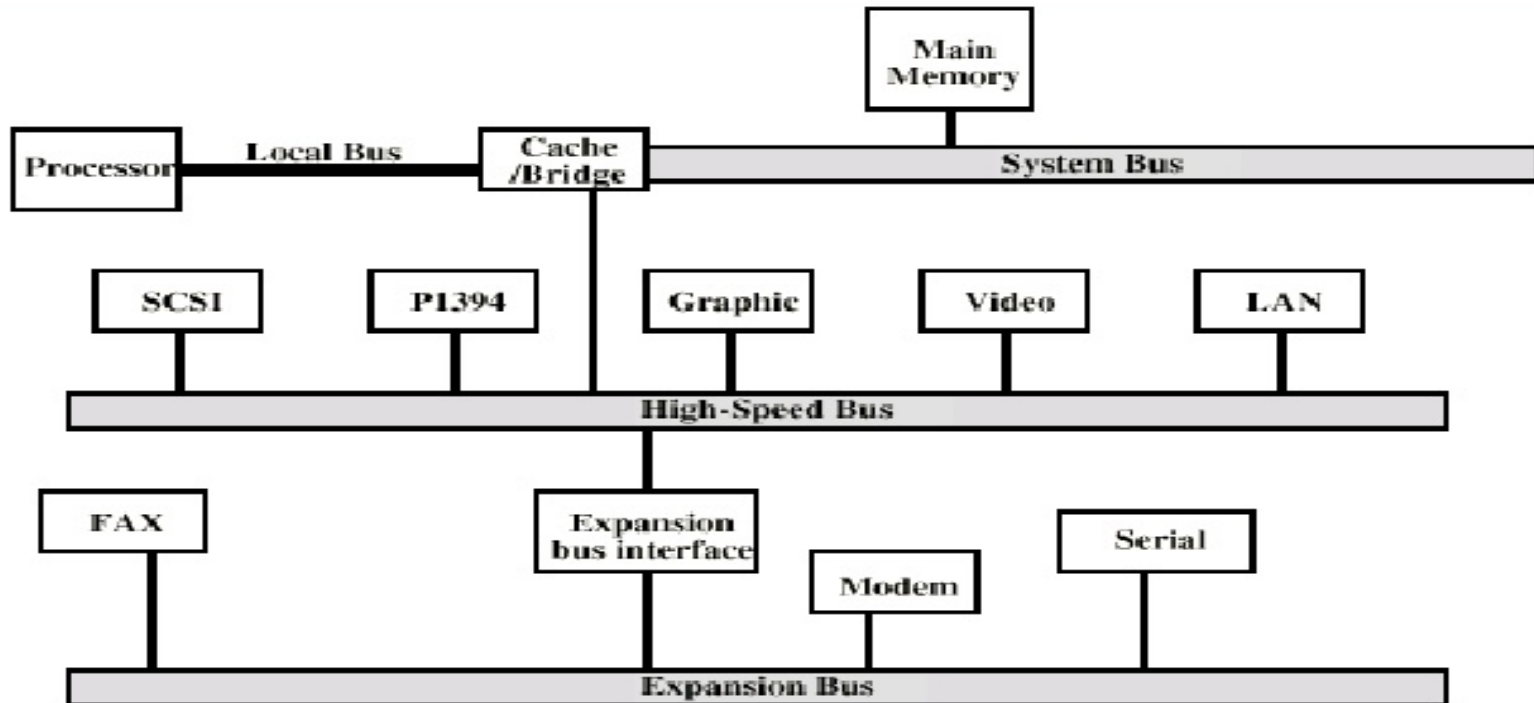 Main
Memory
Processor
Local Bus
Cache
/Bridge
System Bus
SCSI
P1394
Graphic
Video
LAN
High-Speed Bus
FAX
Expansion
bus interface
Modem
Serial
Expansion Bus